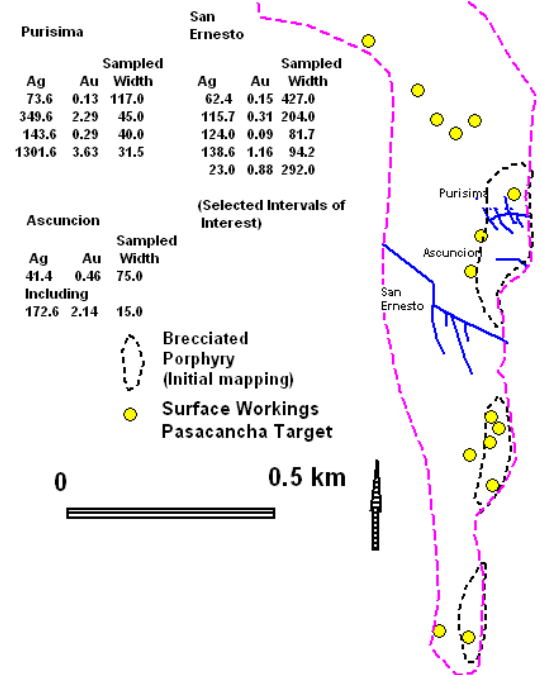 Purisima
Sampled
Ag Au Width
73.6 0.13 117.0
349.6 2.29 45.0
143.6 0.29 40.0
1301.6 3.63 31.5
San
Ernesto
Sampled
Ag Au Width
62.4 0.15 427.0
115.7 0.31 204.0
124.0 0.09 81.7
138.6 1.16 94.2
23.0 0.88 292.0
(Selected Intervals of
Interest)
Ascuncion
Sampled
Ag Au Width
41.4 0.46 75.0
Including
172.6 2.14 15.0
Brecciated
Porphyry
(Initial mapping)
Surface Workings
Pasacancha Target
0 0.5 km
Purisima
Ascuncion
San
Ernesto